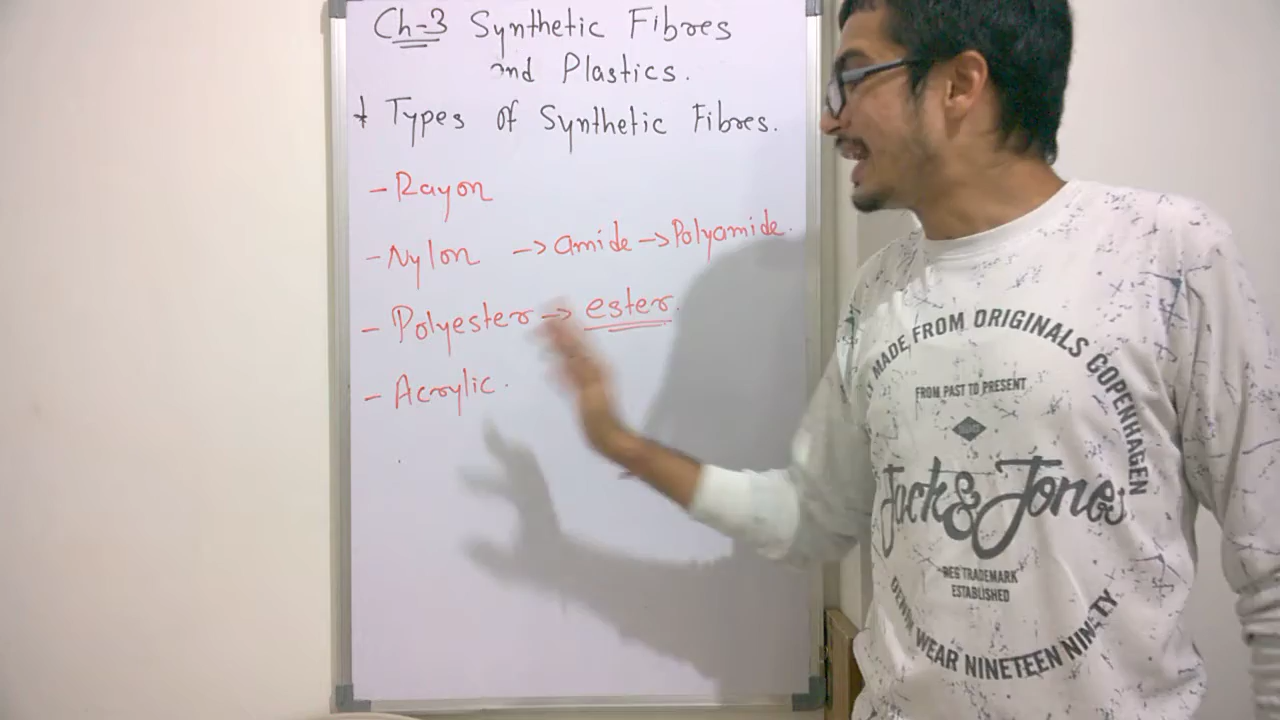 Ch-3 Synthetic Fibres
and Plastics.
Types of Synthetic Fibres.
- Rayon
- Nylon → amide → Polyamide.
- Polyester → ester.
- Acrylic.
MADE FROM ORIGINALS COPENHAGEN
FROM PAST TO PRESENT
Jack & Jones
REG TRADEMARK
ESTABLISHED
DENIM WEAR NINETEEN NINETY